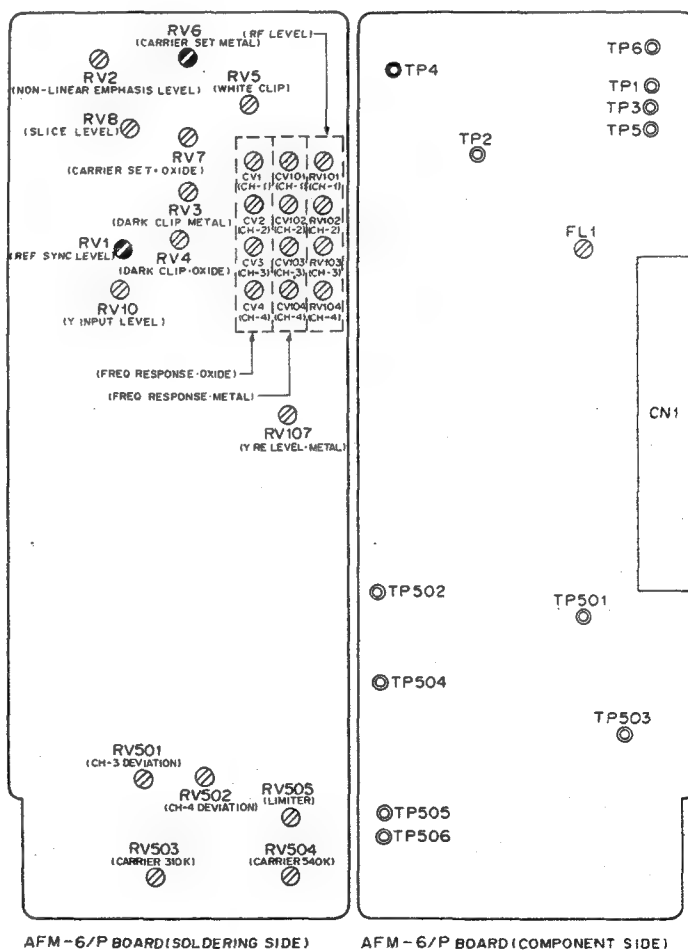 RV6
(CARRIER SET METAL)
(RF LEVEL)
RV2
(NON-LINEAR EMPHASIS LEVEL)
RV5
(WHITE CLIP)
RV8
(SLICE LEVEL)
RV7
(CARRIER SET·OXIDE)
CV1 CV101 RV101
(CH-1) (CH-1) (CH-1)
RV3
(DARK CLIP METAL)
CV2 CV102 RV102
(CH-2) (CH-2) (CH-2)
RV1
(REF SYNC LEVEL)
RV4
(DARK CLIP·OXIDE)
CV3 CV103 RV103
(CH-3) (CH-3) (CH-3)
RV10
(Y INPUT LEVEL)
CV4 CV104 RV104
(CH-4) (CH-4) (CH-4)
(FREQ RESPONSE·OXIDE)
(FREQ RESPONSE·METAL)
RV107
(Y RE LEVEL·METAL)
RV501
(CH-3 DEVIATION)
RV502
(CH-4 DEVIATION)
RV505
(LIMITER)
RV503
(CARRIER 310K)
RV504
(CARRIER 540K)
AFM-6/P BOARD (SOLDERING SIDE)
TP6
TP4
TP1
TP3
TP5
TP2
FL1
CN1
TP502
TP501
TP504
TP503
TP505
TP506
AFM-6/P BOARD (COMPONENT SIDE)